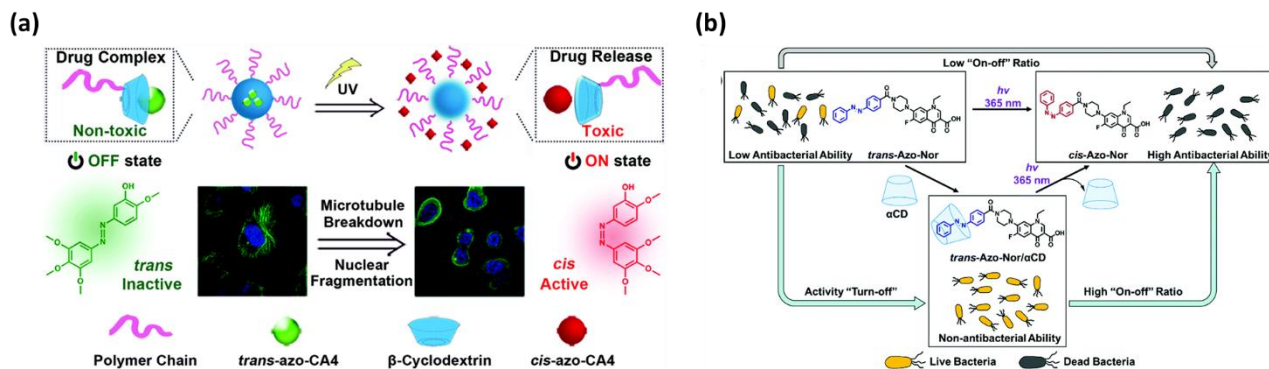 (a)
Drug Complex
Non-toxic
OFF state
UV
Drug Release
Toxic
ON state
OH
O
N
N
O
O
O
trans
Inactive
Microtubule
Breakdown
Nuclear
Fragmentation
OH
O
N
N
O
O
O
cis
Active
Polymer Chain
trans-azo-CA4
β-Cyclodextrin
cis-azo-CA4
(b)
Low "On-off" Ratio
Low Antibacterial Ability
trans-Azo-Nor
hv
365 nm
cis-Azo-Nor
High Antibacterial Ability
αCD
hv
365 nm
trans-Azo-Nor/αCD
Activity "Turn-off"
High "On-off" Ratio
Non-antibacterial Ability
Live Bacteria
Dead Bacteria